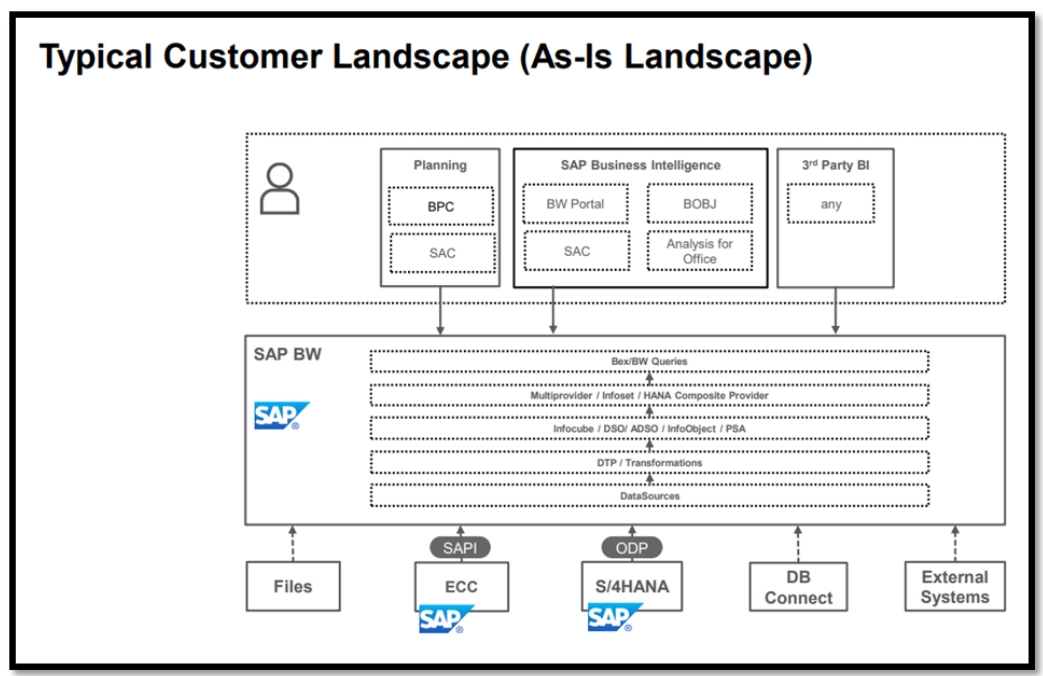 Typical Customer Landscape (As-Is Landscape)
Planning
BPC
SAC
SAP Business Intelligence
BW Portal
BOBJ
SAC
Analysis for
Office
3rd Party BI
any
SAP BW
SAP®
Bex/BW Queries
Multiprovider / Infoset / HANA Composite Provider
Infocube / DSO/ ADSO / InfoObject / PSA
DTP / Transformations
DataSources
SAPI
ODP
Files
ECC
SAP®
S/4HANA
SAP®
DB
Connect
External
Systems